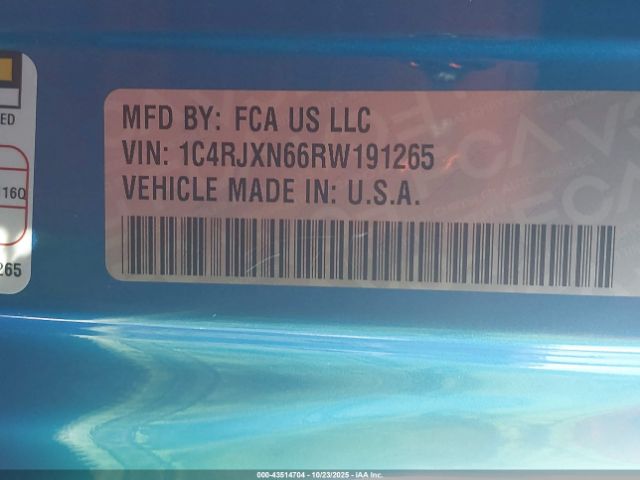 ED
160
265
MFD BY: FCA US LLC
VIN: 1C4RJXN66RW191265
VEHICLE MADE IN: U.S.A.
FCA
000-43514704 - 10/23/2025 - IAA Inc.